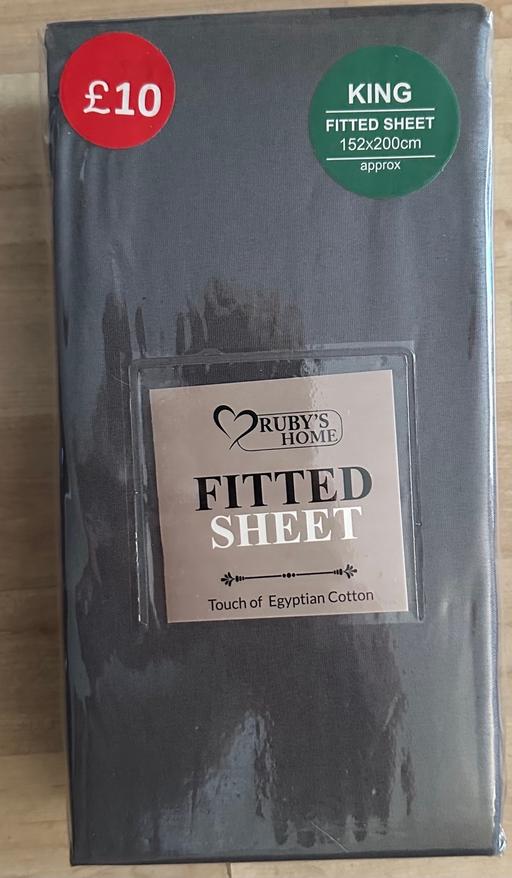 £10
KING
FITTED SHEET
152x200cm
approx
RUBY'S
HOME
FITTED
SHEET
Touch of Egyptian Cotton